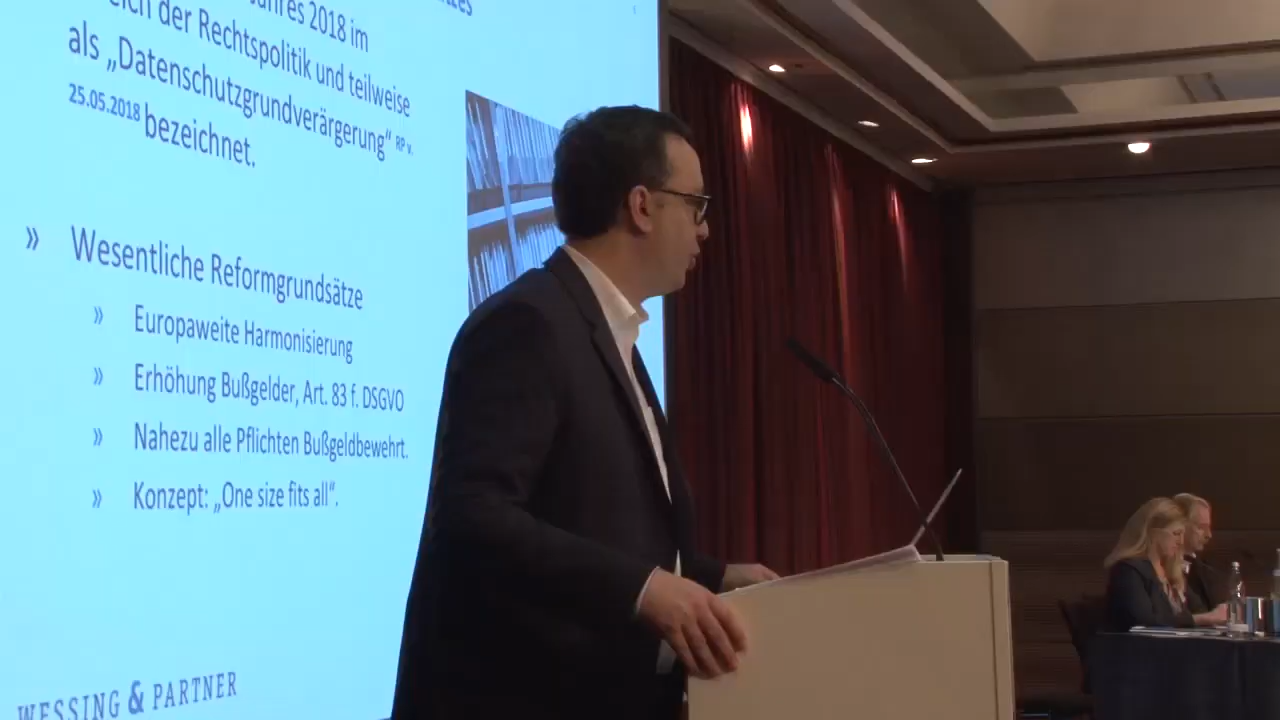 Jahres 2018 im
der Rechtspolitik und teilweise
als „Datenschutzgrundverärgerung“ RP v.
25.05.2018 bezeichnet.
» Wesentliche Reformgrundsätze
» Europaweite Harmonisierung
» Erhöhung Bußgelder, Art. 83 f. DSGVO
» Nahezu alle Pflichten Bußgeldbewehrt.
» Konzept: „One size fits all“.
WESSING & PARTNER